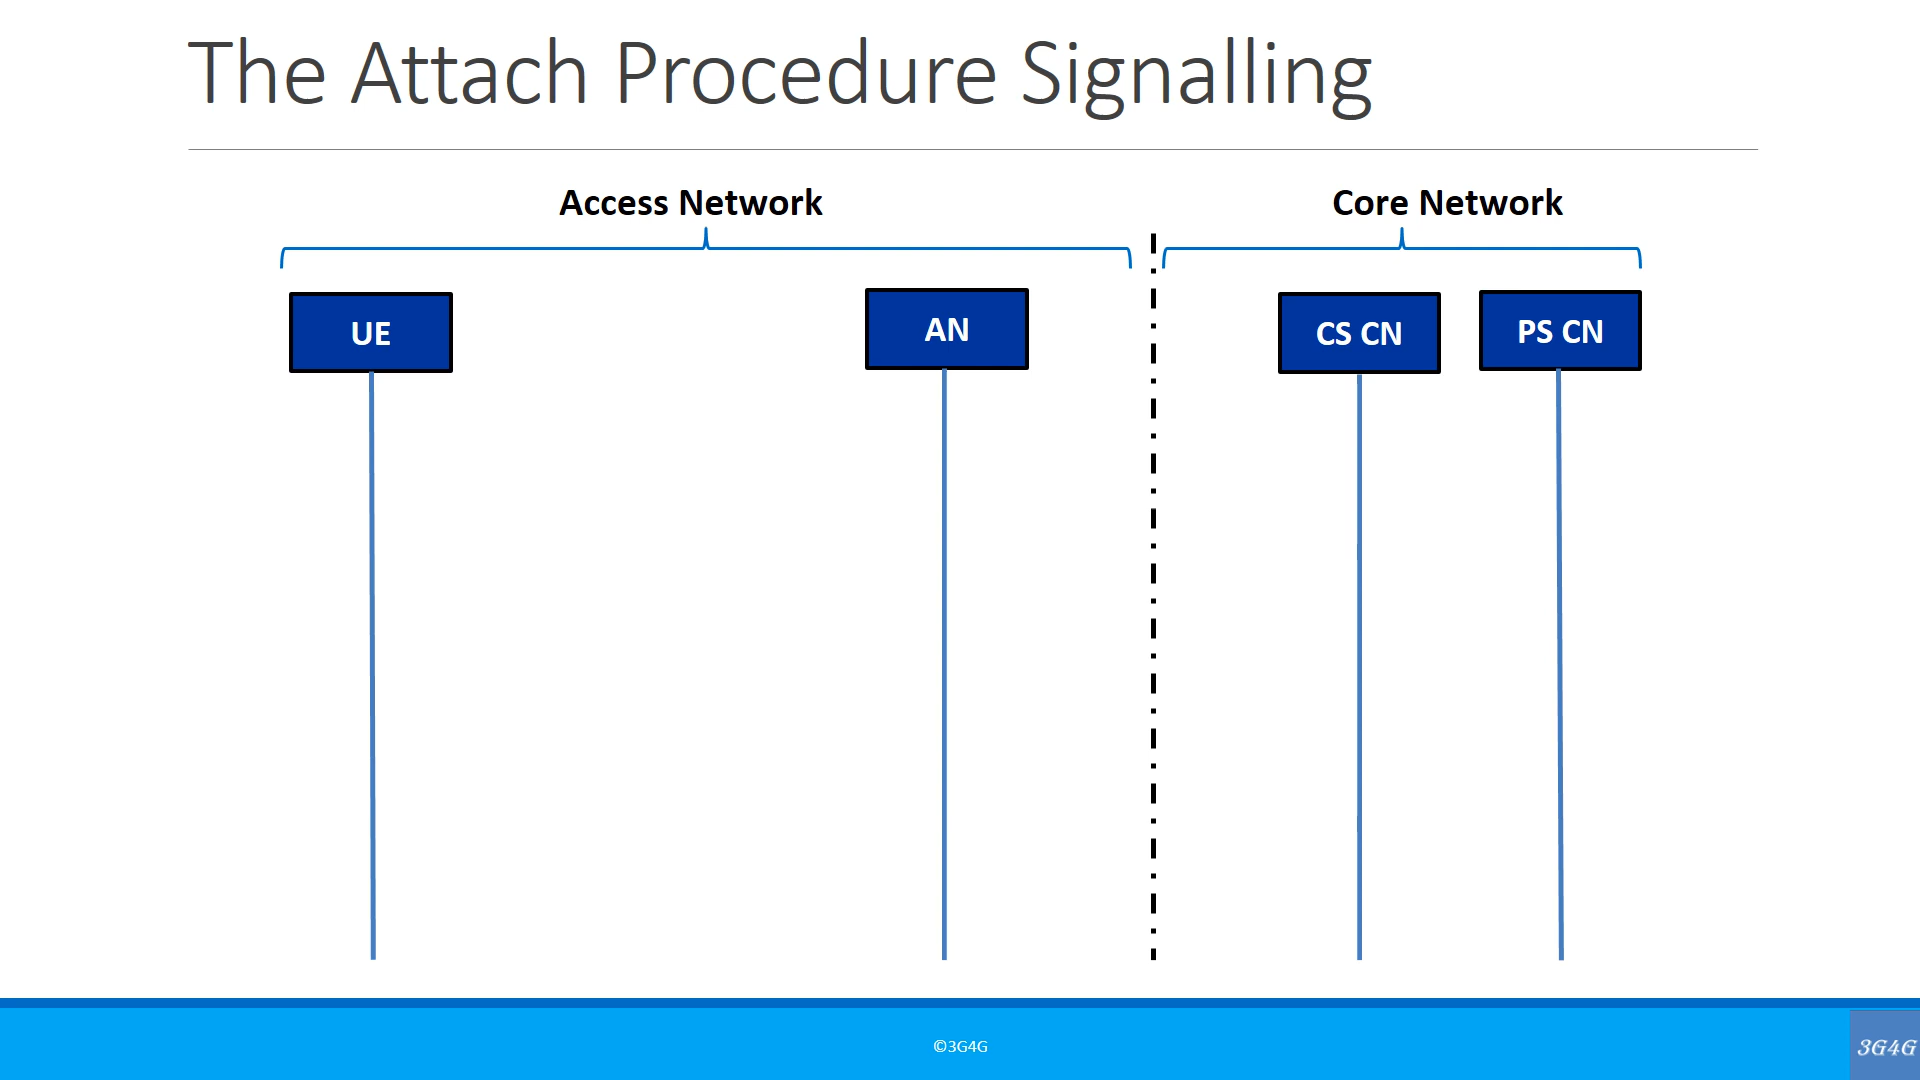 The Attach Procedure Signalling
Access Network
Core Network
UE
AN
CS CN
PS CN
©3G4G
3G4G